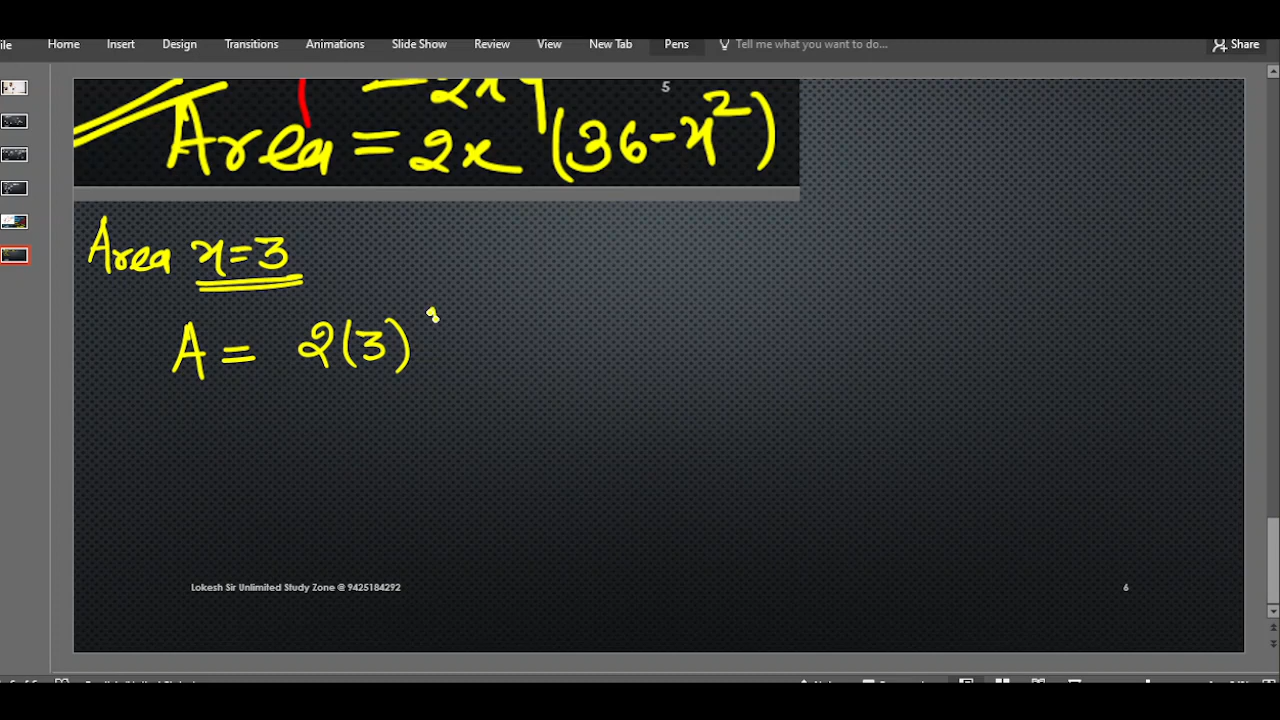 File Home Insert Design Transitions Animations Slide Show Review View New Tab Pens Tell me what you want to do... Share
= 2xy
5
Area = 2x (36-x²)
Area x=3
A = 2(3)
Lokesh Sir Unlimited Study Zone @ 9425184292
6